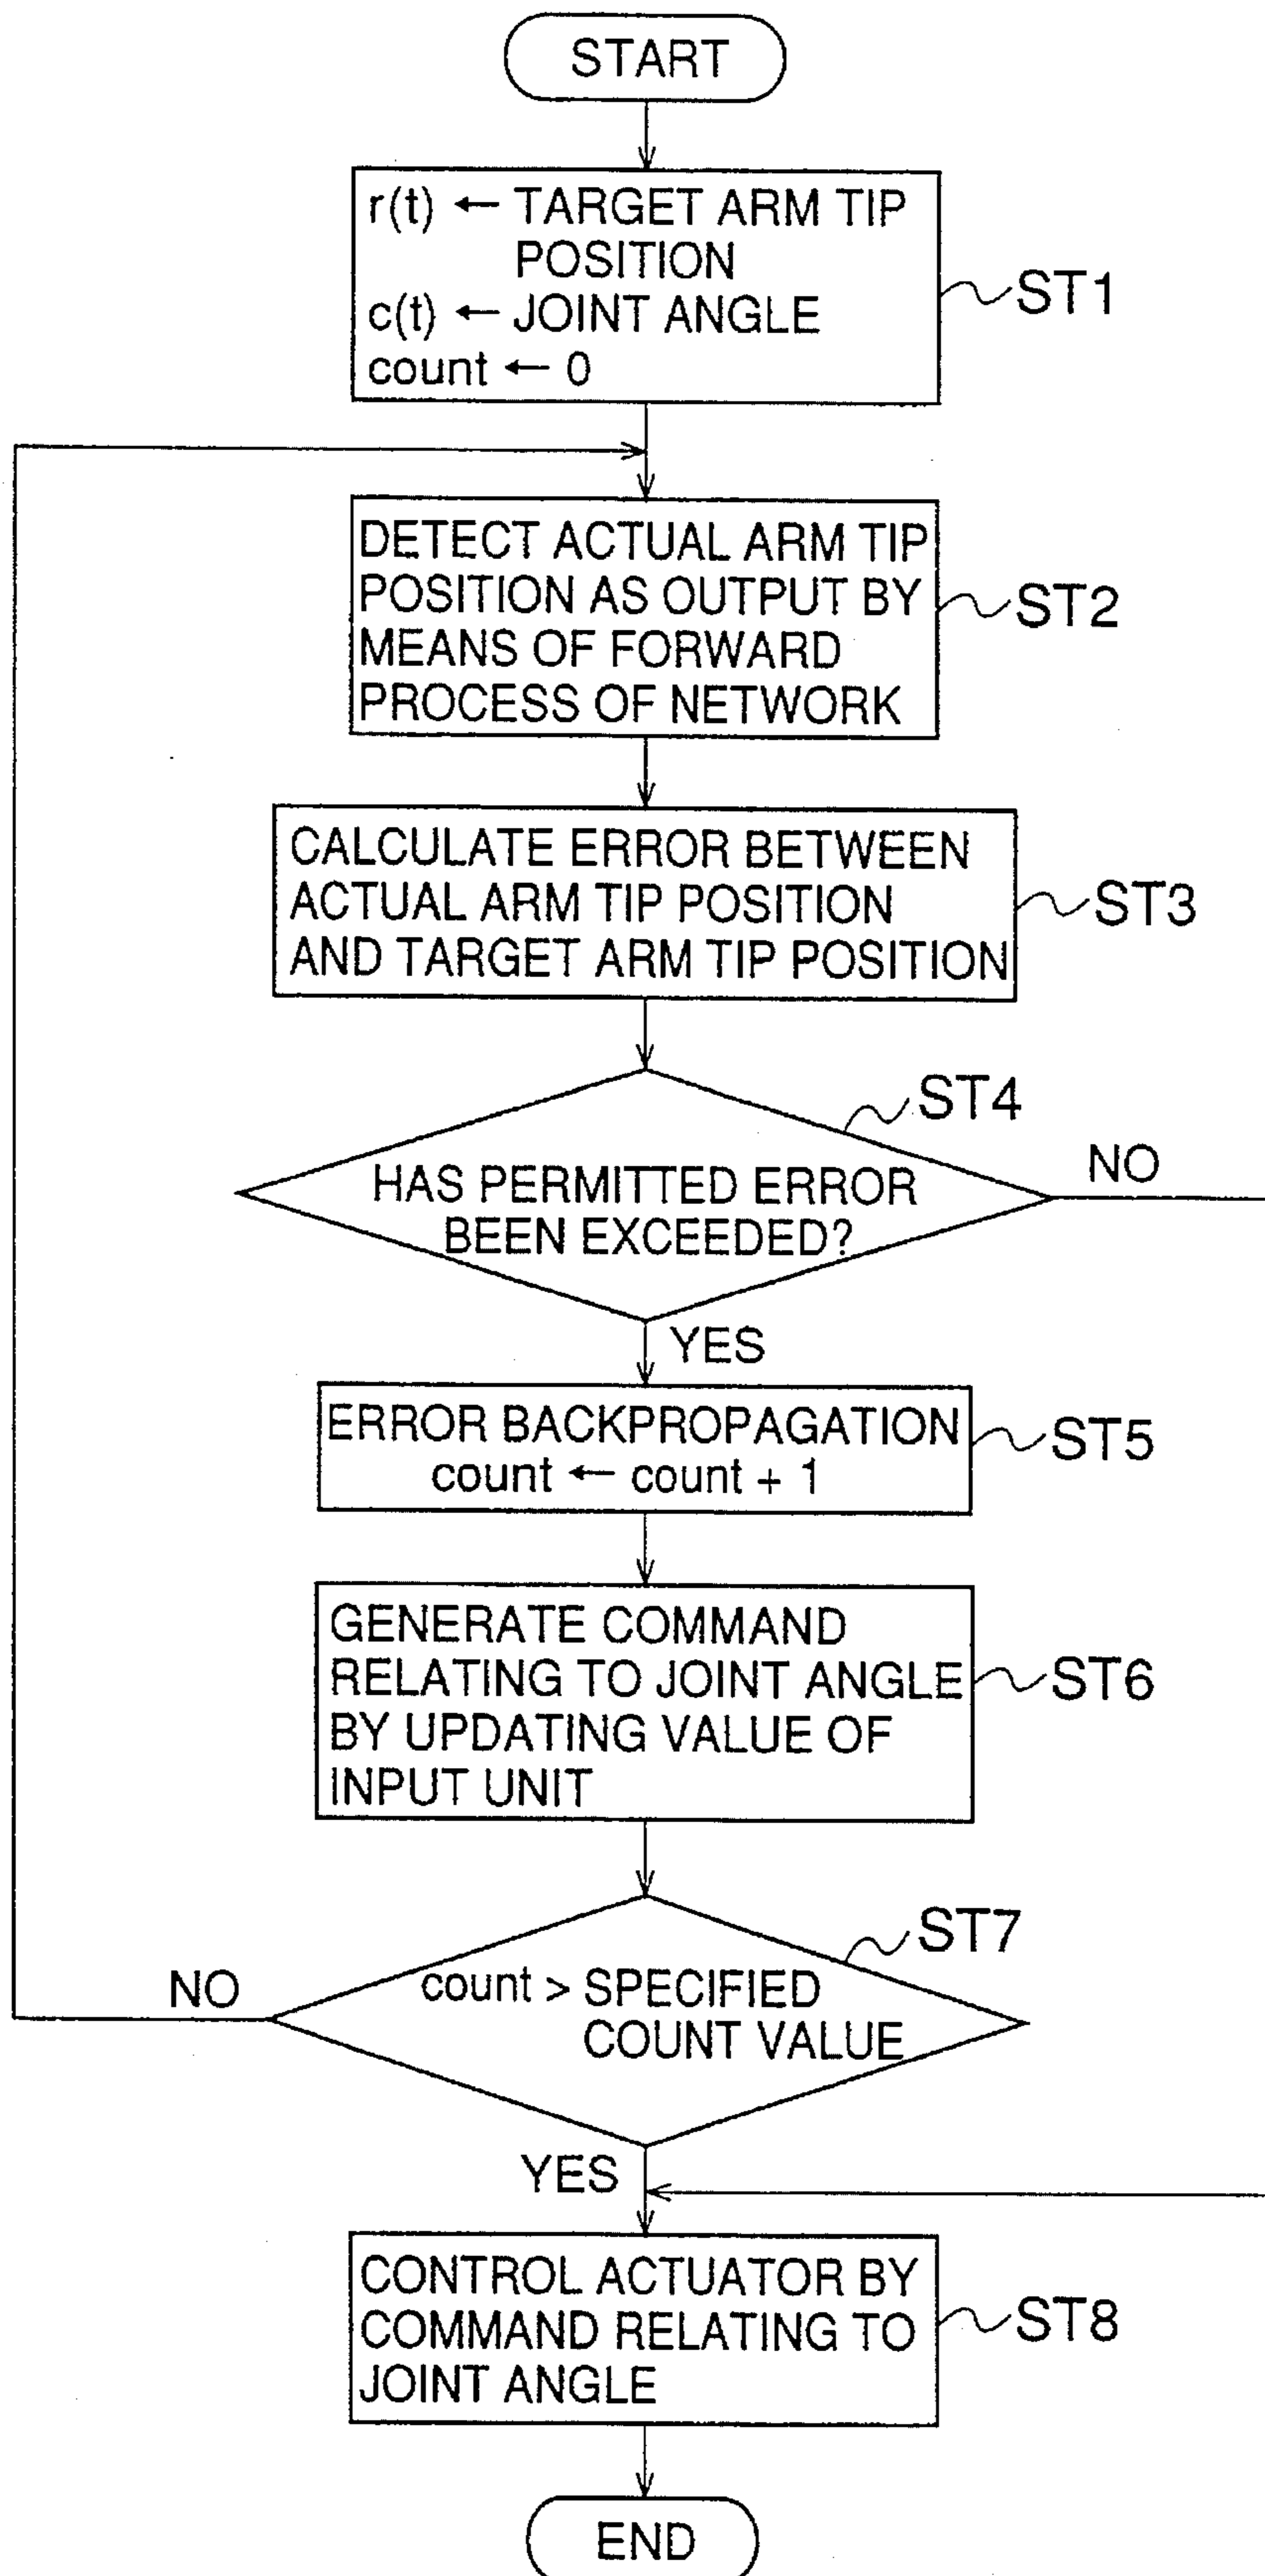 START
r(t) ← TARGET ARM TIP
POSITION
c(t) ← JOINT ANGLE
count ← 0
ST1
DETECT ACTUAL ARM TIP
POSITION AS OUTPUT BY
MEANS OF FORWARD
PROCESS OF NETWORK
ST2
CALCULATE ERROR BETWEEN
ACTUAL ARM TIP POSITION
AND TARGET ARM TIP POSITION
ST3
ST4
HAS PERMITTED ERROR
BEEN EXCEEDED?
NO
YES
ERROR BACKPROPAGATION
count ← count + 1
ST5
GENERATE COMMAND
RELATING TO JOINT ANGLE
BY UPDATING VALUE OF
INPUT UNIT
ST6
ST7
count > SPECIFIED
COUNT VALUE
NO
YES
CONTROL ACTUATOR BY
COMMAND RELATING TO
JOINT ANGLE
ST8
END